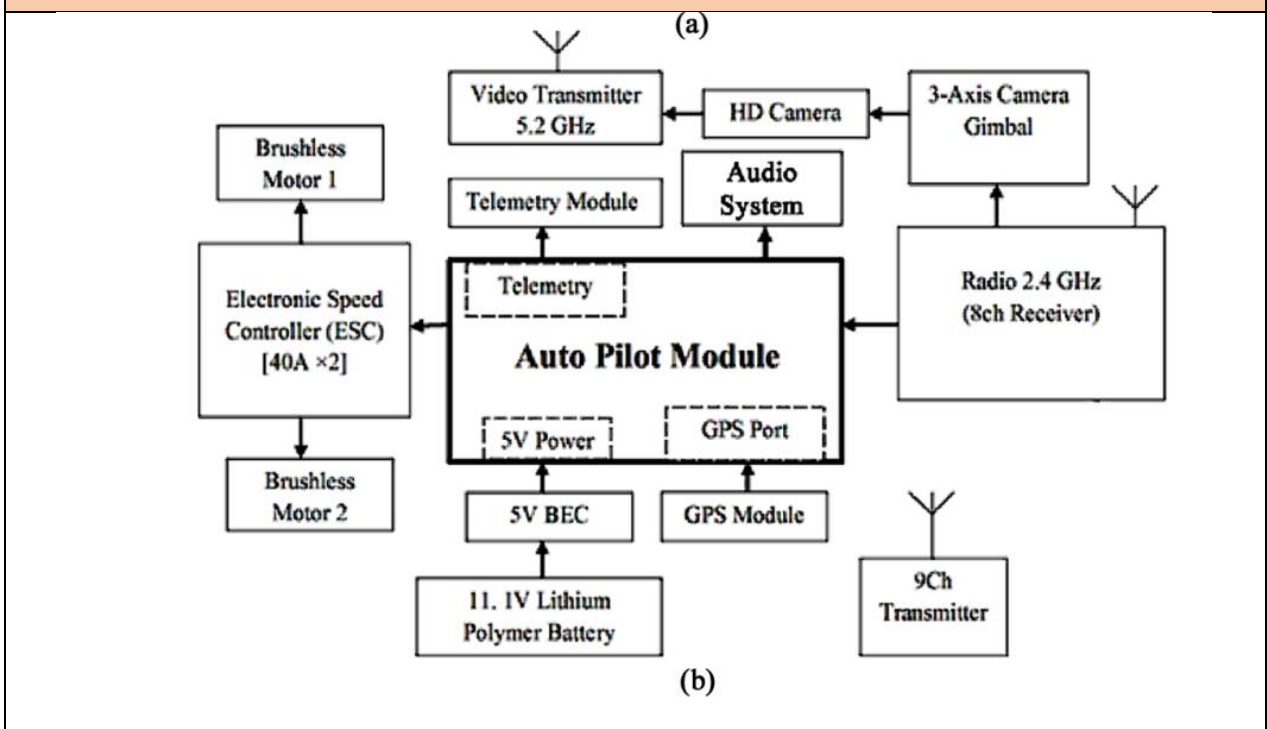 (a)
Video Transmitter
5.2 GHz
HD Camera
3-Axis Camera
Gimbal
Brushless
Motor 1
Telemetry Module
Audio
System
Electronic Speed
Controller (ESC)
[40A ×2]
Telemetry
Auto Pilot Module
5V Power
GPS Port
Radio 2.4 GHz
(8ch Receiver)
Brushless
Motor 2
5V BEC
GPS Module
11. 1V Lithium
Polymer Battery
9Ch
Transmitter
(b)